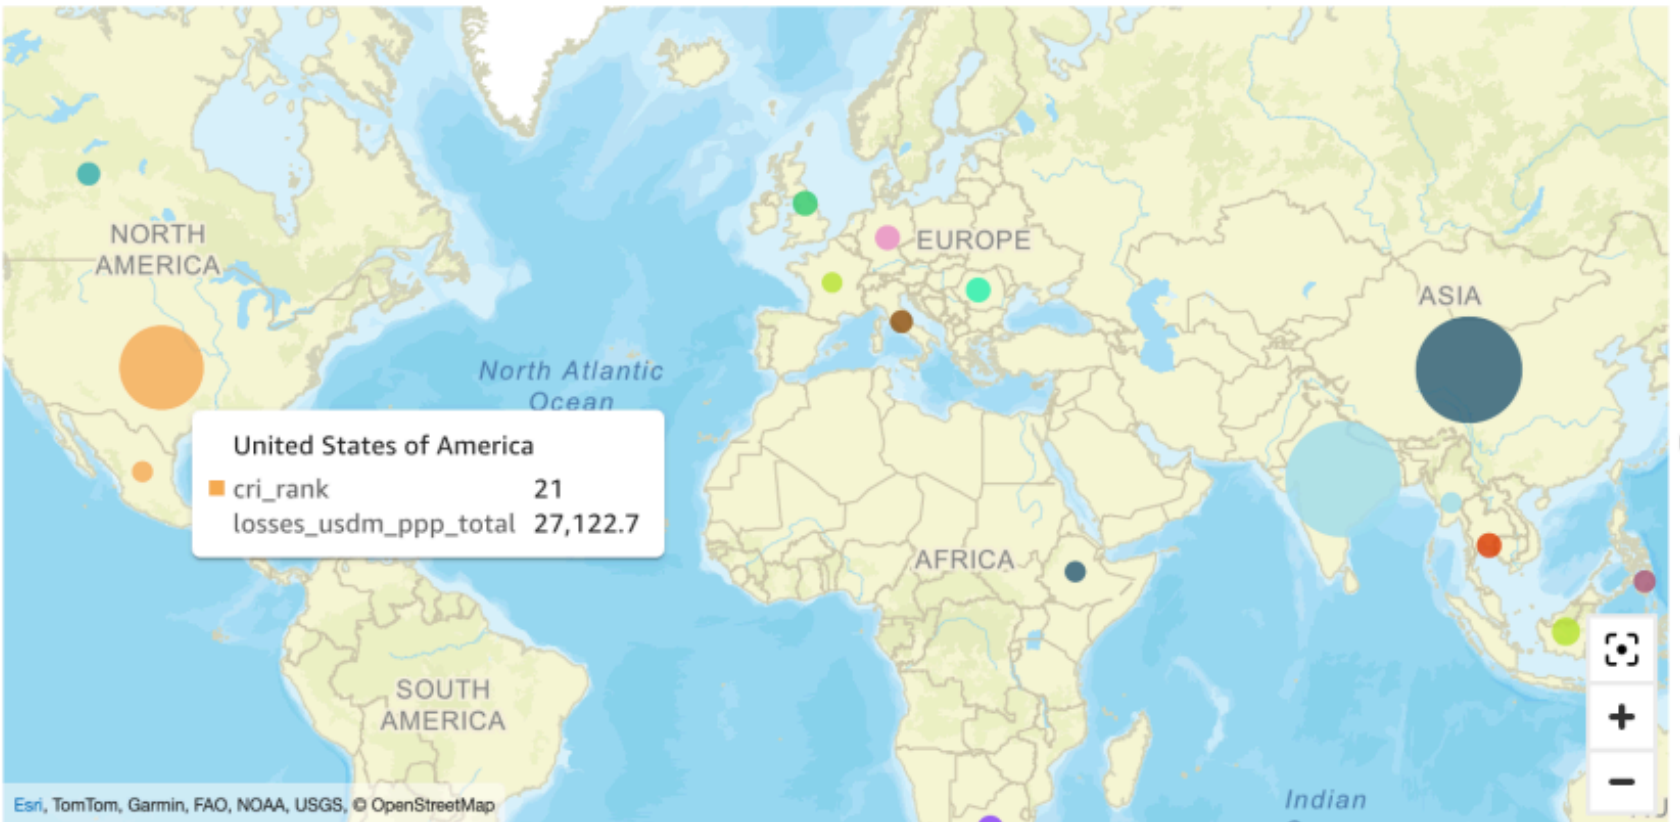 NORTH
AMERICA
EUROPE
ASIA
North Atlantic
Ocean
United States of America
cri_rank 21
losses_usdm_ppp_total 27,122.7
AFRICA
SOUTH
AMERICA
Indian
Esri, TomTom, Garmin, FAO, NOAA, USGS, © OpenStreetMap